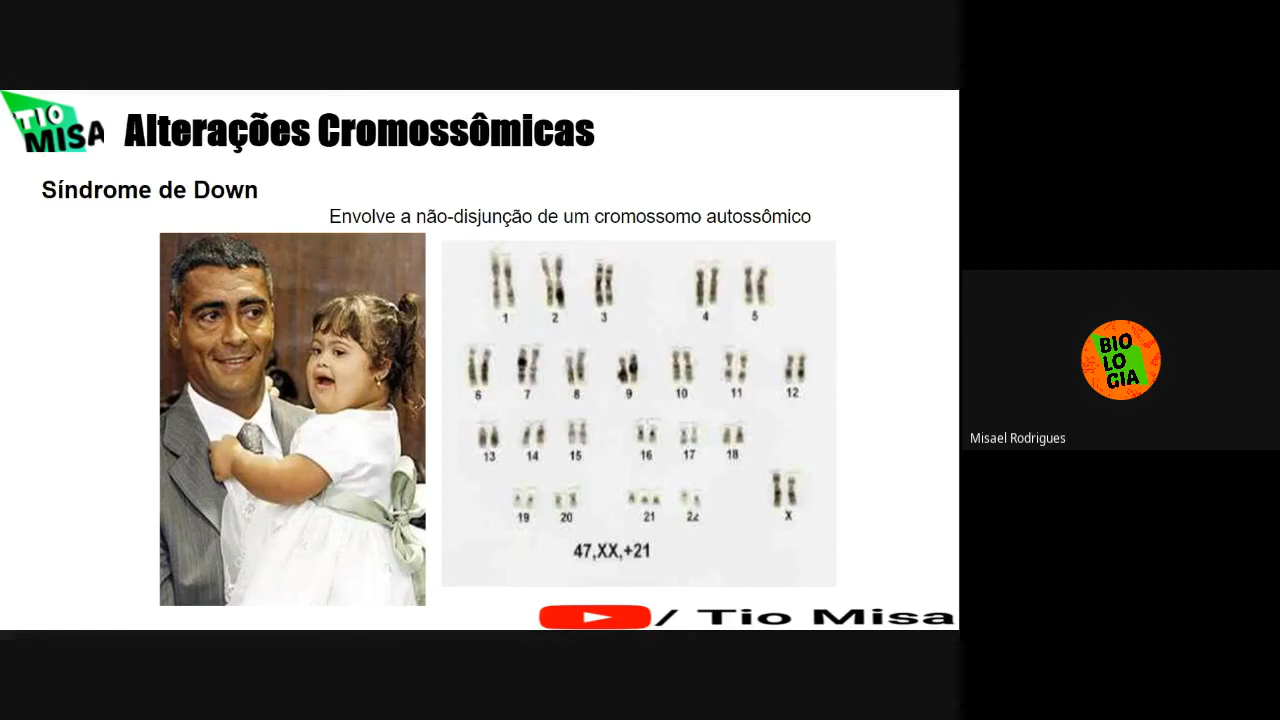 TIO
MISA
Alterações Cromossômicas
Síndrome de Down
Envolve a não-disjunção de um cromossomo autossômico
1 2 3 4 5
6 7 8 9 10 11 12
13 14 15 16 17 18
19 20 21 22 X
47,XX,+21
/ Tio Misa
BIO
LO
GIA
Misael Rodrigues